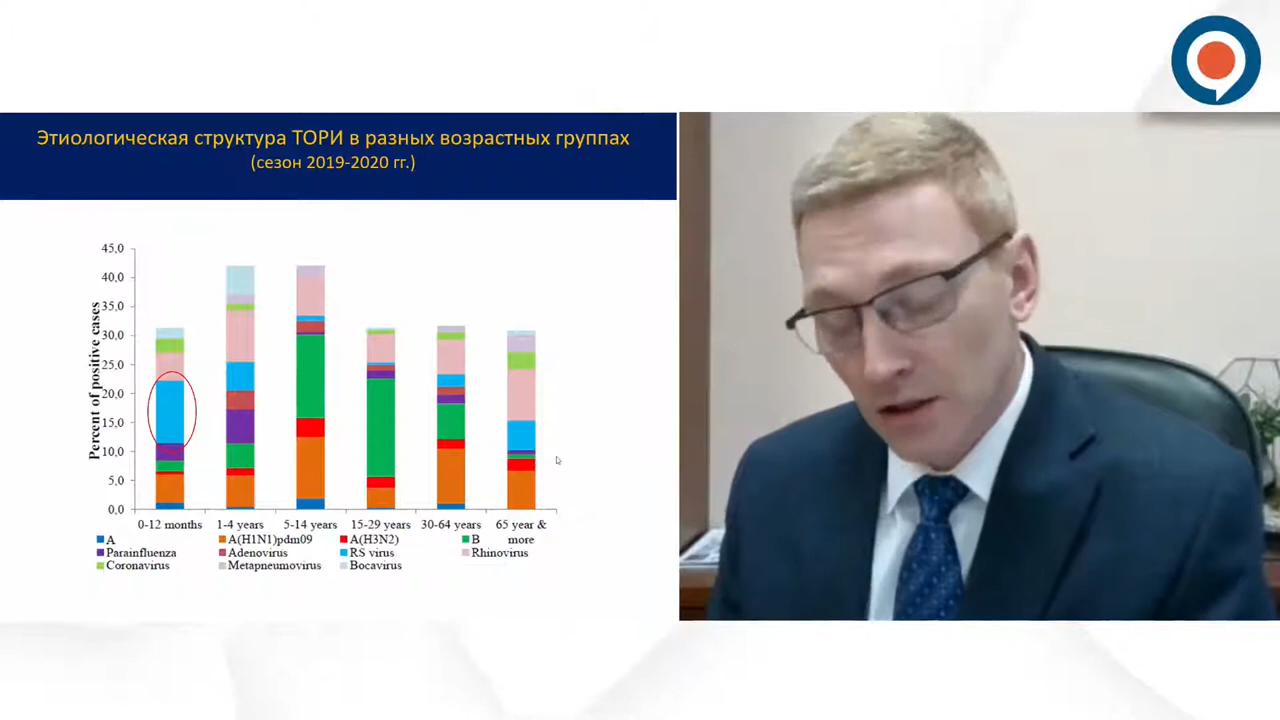 Этиологическая структура ТОРИ в разных возрастных группах
(сезон 2019-2020 гг.)
Percent of positive cases
45,0
40,0
35,0
30,0
25,0
20,0
15,0
10,0
5,0
0,0
0-12 months 1-4 years 5-14 years 15-29 years 30-64 years 65 year & more
A A(H1N1)pdm09 A(H3N2) B
Parainfluenza Adenovirus RS virus Rhinovirus
Coronavirus Metapneumovirus Bocavirus